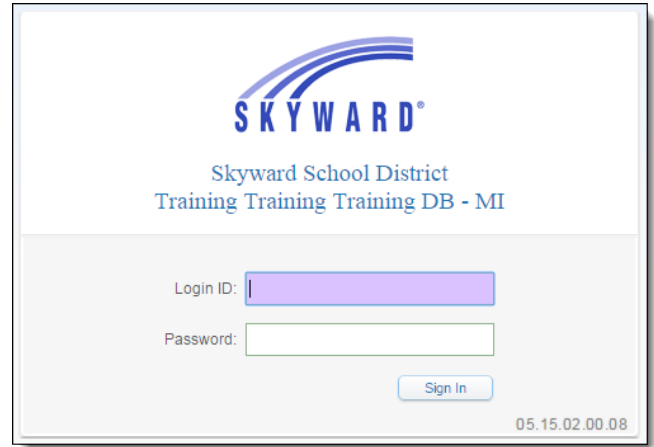 SKYWARD®
Skyward School District
Training Training Training DB - MI
Login ID:
Password:
Sign In
05.15.02.00.08